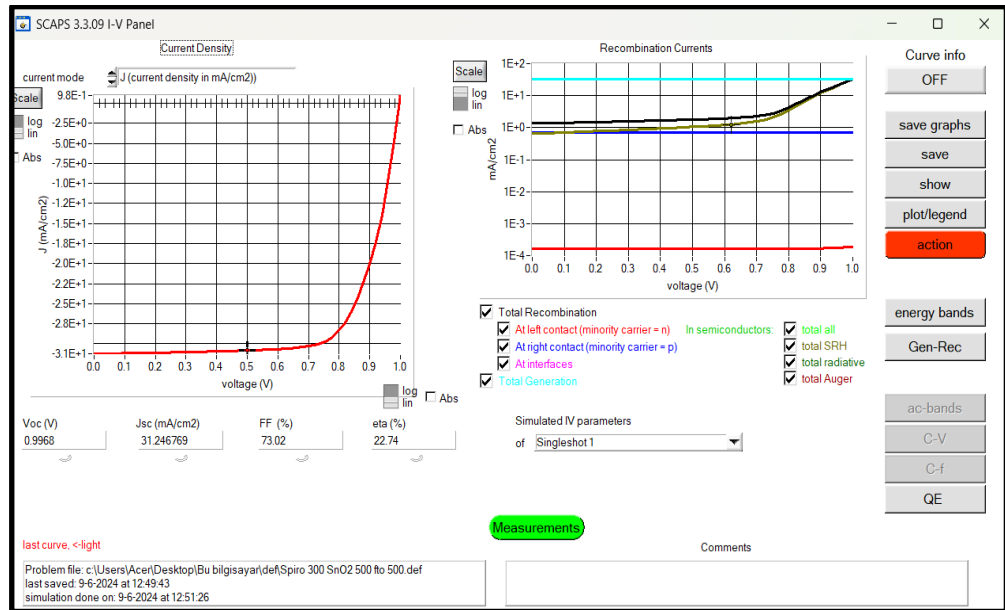 SCAPS 3.3.09 I-V Panel
Current Density
current mode
J (current density in mA/cm2))
Scale
log
lin
Abs
9.8E-1
-2.5E+0
-5.0E+0
-7.5E+0
-1.0E+1
-1.2E+1
-1.5E+1
-1.8E+1
-2.0E+1
-2.3E+1
-2.5E+1
-2.8E+1
-3.1E+1
J (mA/cm2)
0.0 0.1 0.2 0.3 0.4 0.5 0.6 0.7 0.8 0.9 1.0
voltage (V)
log
lin
Abs
Voc (V) Jsc (mA/cm2) FF (%) eta (%)
0.9968 31.246769 73.02 22.74
Recombination Currents
Scale
log
lin
Abs
1E+2
1E+1
1E+0
1E-1
1E-2
1E-3
1E-4
mA/cm2
0.0 0.1 0.2 0.3 0.4 0.5 0.6 0.7 0.8 0.9 1.0
voltage (V)
Total Recombination
At left contact (minority carrier = n)
At right contact (minority carrier = p)
At interfaces
Total Generation
In semiconductors:
total all
total SRH
total radiative
total Auger
Simulated IV parameters
of Singleshot 1
Curve info
OFF
save graphs
save
show
plot/legend
action
energy bands
Gen-Rec
ac-bands
C-V
C-f
QE
Measurements
last curve, <-light
Problem file: c:\Users\Acer\Desktop\Bu bilgisayar\def\Spiro 300 SnO2 500 fto 500.def
last saved: 9-6-2024 at 12:49:43
simulation done on: 9-6-2024 at 12:51:26
Comments